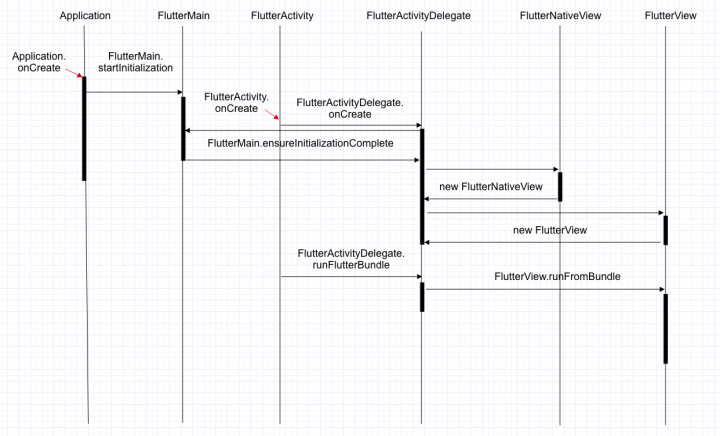 Application
FlutterMain
FlutterActivity
FlutterActivityDelegate
FlutterNativeView
FlutterView
Application.
onCreate
FlutterMain.
startInitialization
FlutterActivity.
onCreate
FlutterActivityDelegate.
onCreate
FlutterMain.ensureInitializationComplete
new FlutterNativeView
new FlutterView
FlutterActivityDelegate.
runFlutterBundle
FlutterView.runFromBundle